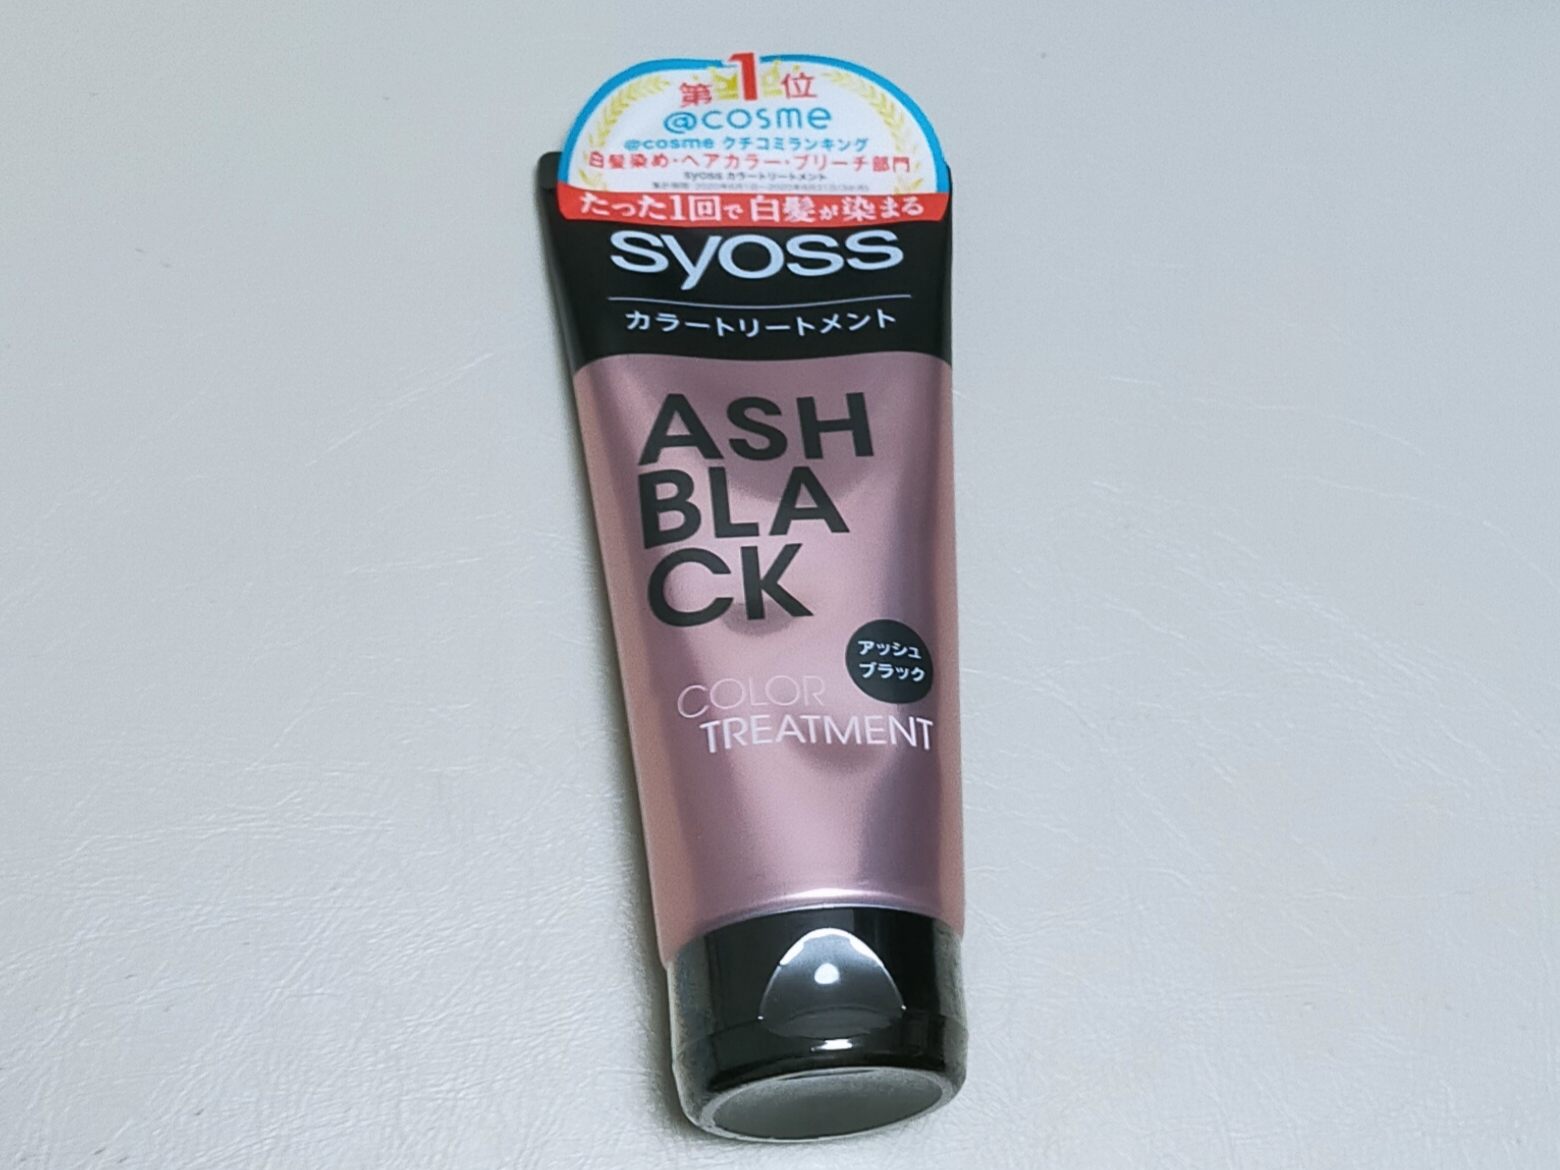 第1位
@cosme
@cosme クチコミランキング
白髪染め・ヘアカラー・ブリーチ部門
syoss カラートリートメント
たった1回で白髪が染まる
syoss
カラートリートメント
ASH
BLA
CK
アッシュ
ブラック
COLOR
TREATMENT